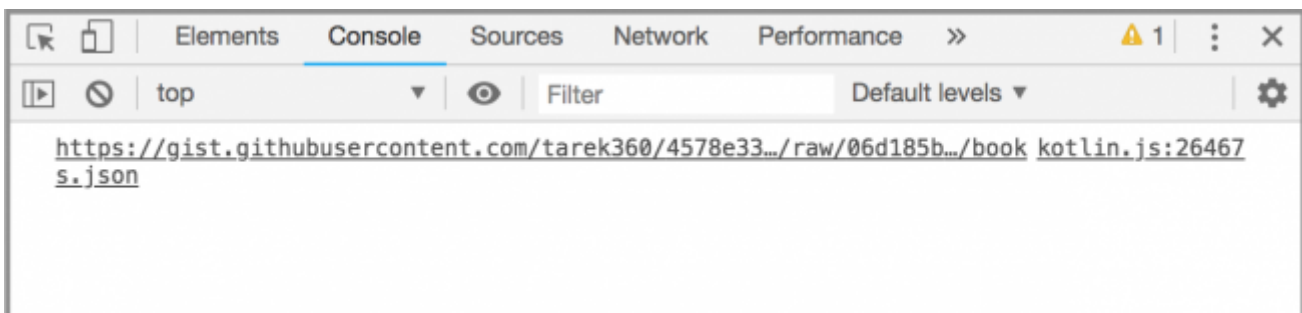 Elements Console Sources Network Performance » 1
top Filter Default levels
https://gist.githubusercontent.com/tarek360/4578e33…/raw/06d185b…/book kotlin.js:26467
s.json